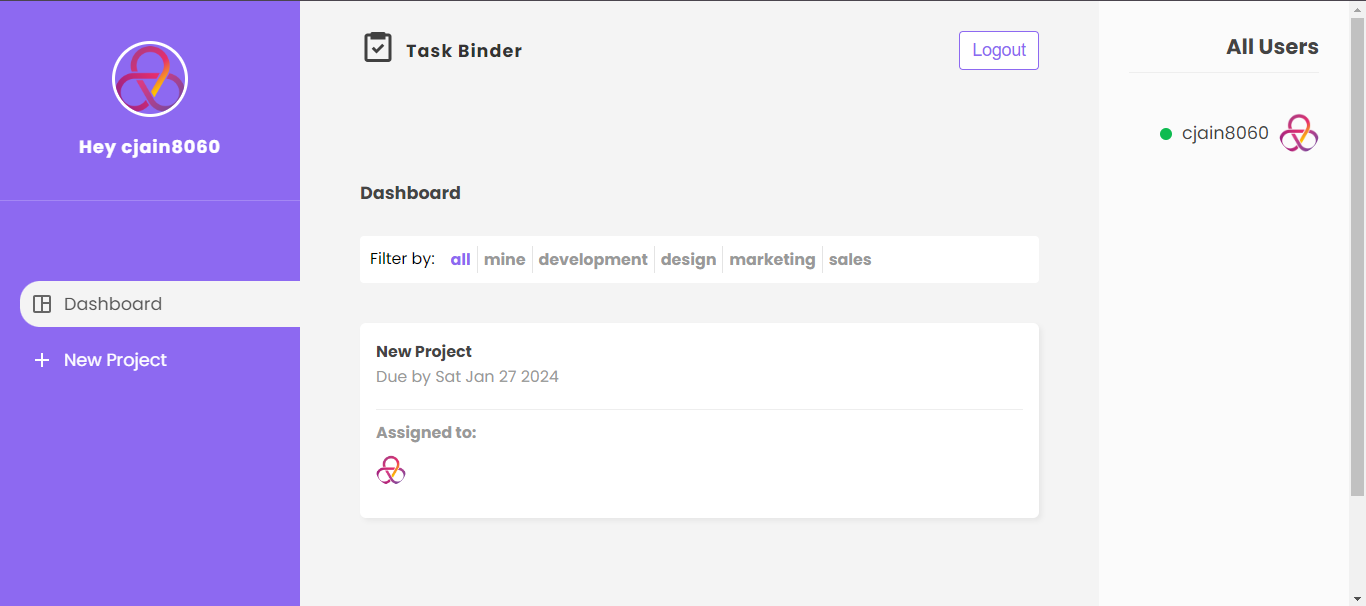 Hey cjain8060
Dashboard
New Project
Task Binder
Logout
Dashboard
Filter by: all mine development design marketing sales
New Project
Due by Sat Jan 27 2024
Assigned to:
All Users
cjain8060